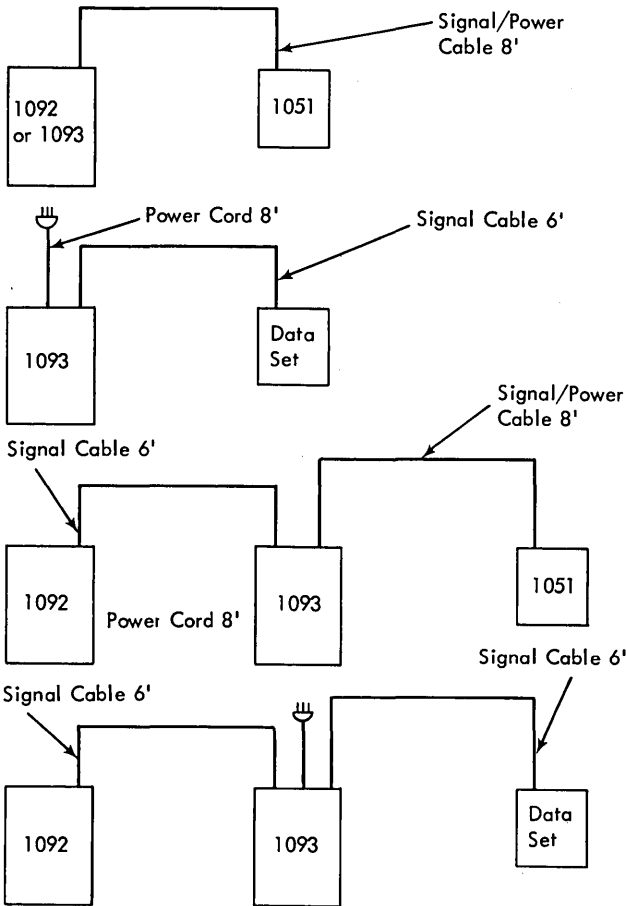 Signal/Power
Cable 8'
1092
or 1093
1051
Power Cord 8'
Signal Cable 6'
1093
Data
Set
Signal/Power
Cable 8'
Signal Cable 6'
1092
Power Cord 8'
1093
1051
Signal Cable 6'
Signal Cable 6'
1092
1093
Data
Set